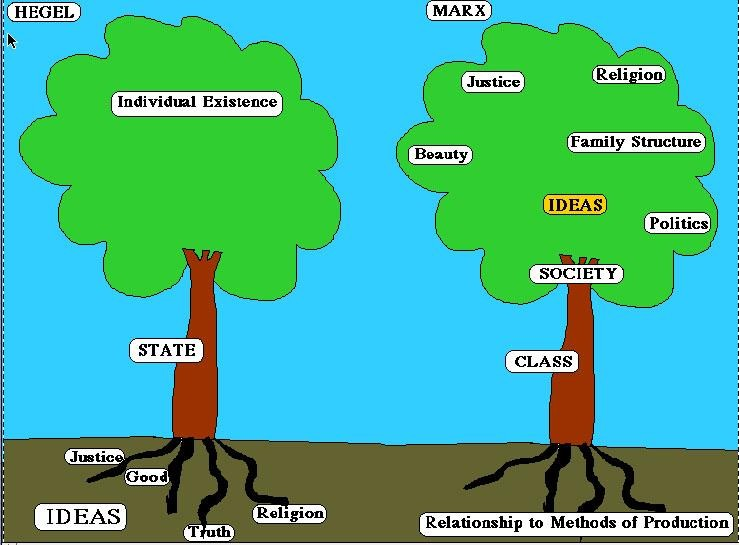 HEGEL
Individual Existence
STATE
Justice
Good
IDEAS
Truth
Religion
MARX
Justice
Religion
Beauty
Family Structure
IDEAS
Politics
SOCIETY
CLASS
Relationship to Methods of Production